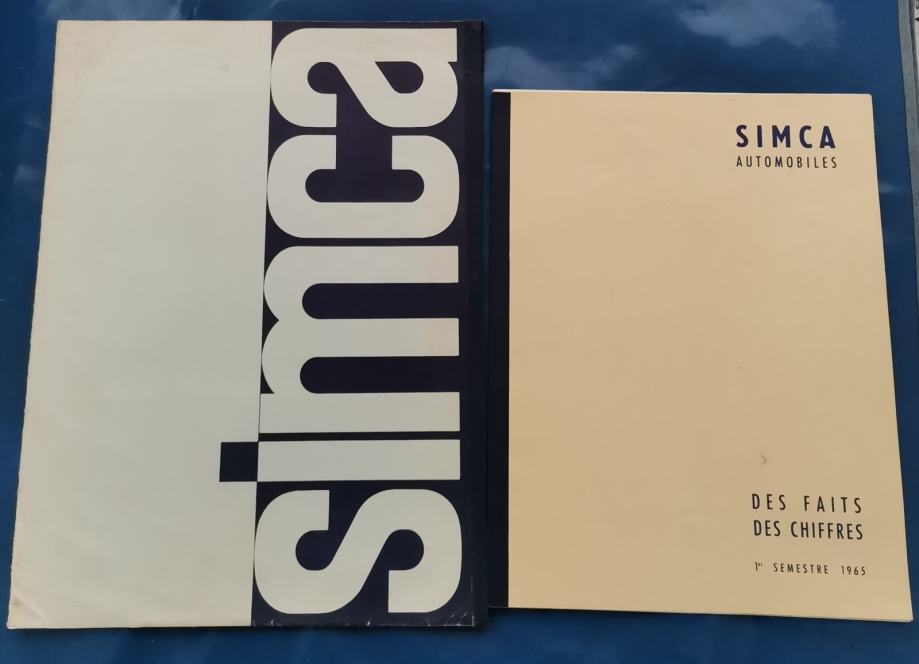 simca
SIMCA
AUTOMOBILES
DES FAITS
DES CHIFFRES
1er SEMESTRE 1965